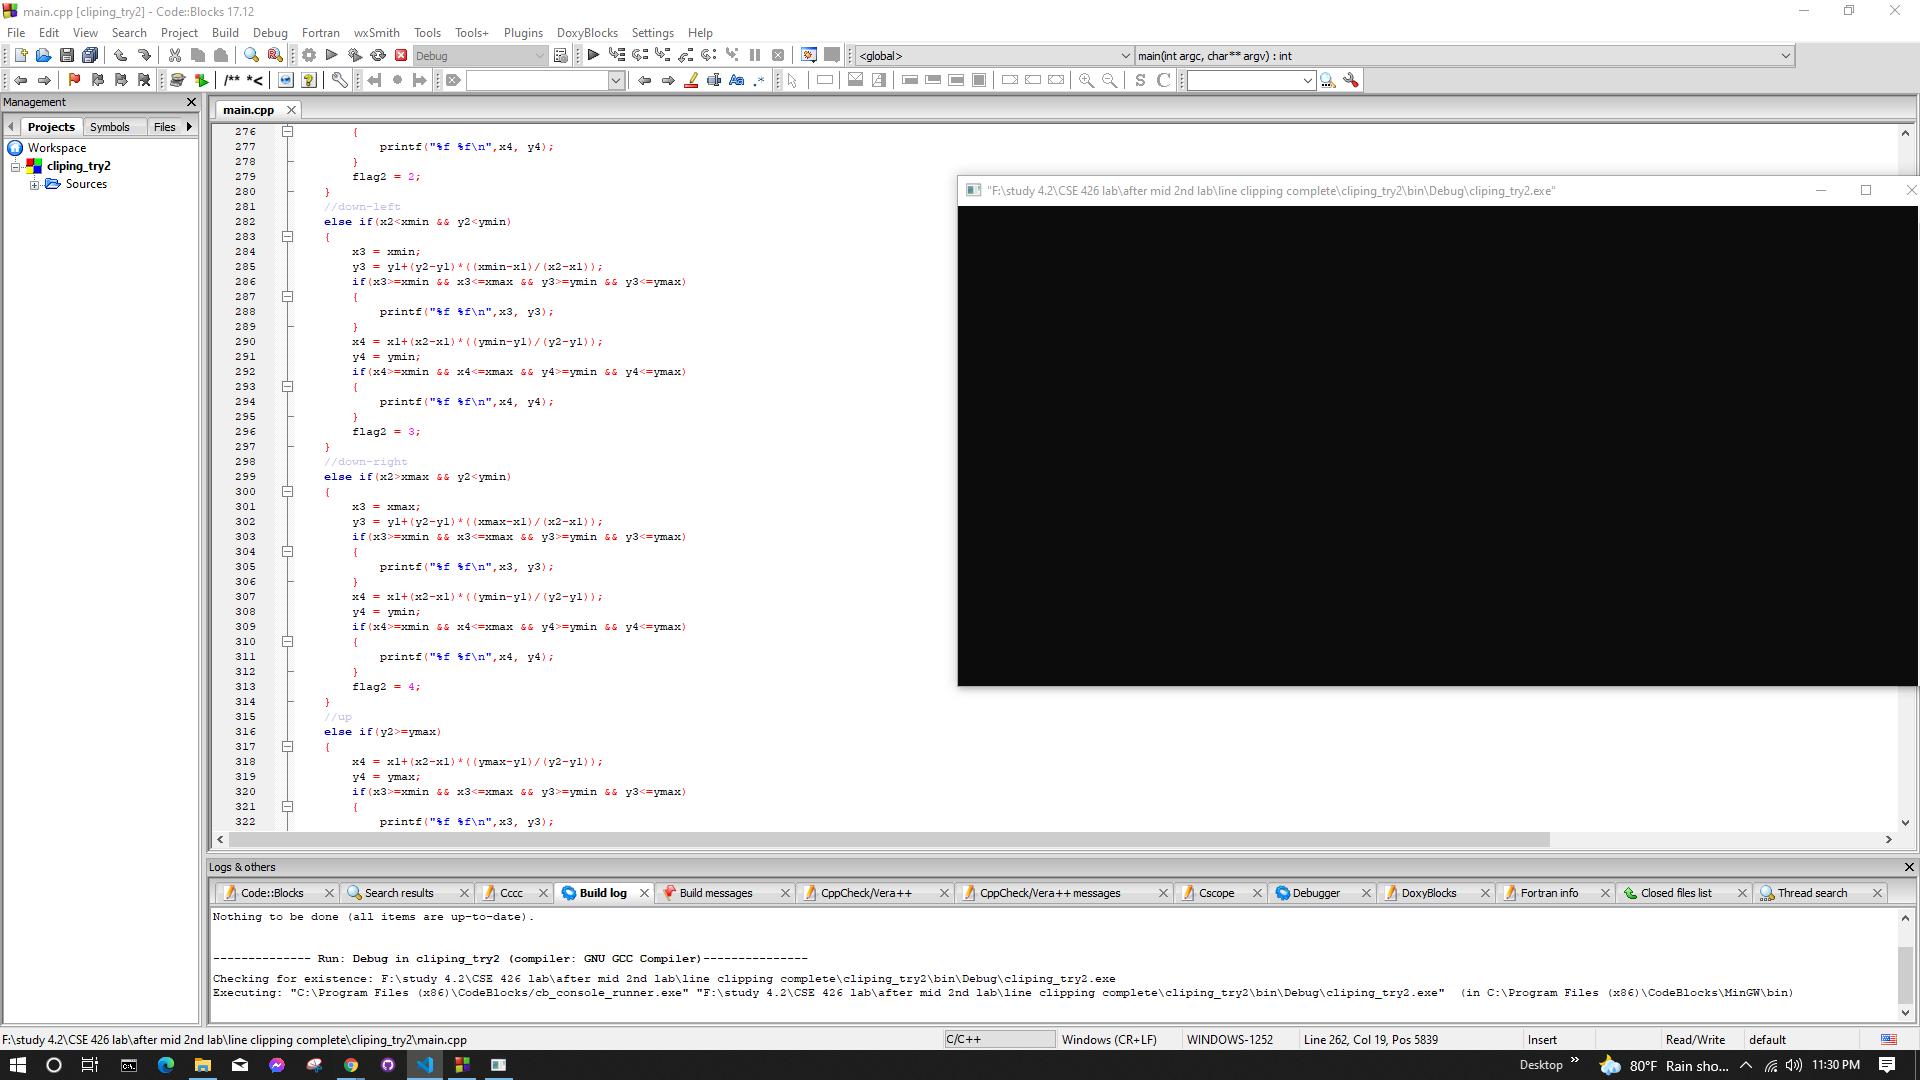 main.cpp [cliping_try2] - Code::Blocks 17.12
File Edit View Search Project Build Debug Fortran wxSmith Tools Tools+ Plugins DoxyBlocks Settings Help
Debug
<global>
main(int argc, char** argv) : int
/** *<
Aa .*
S C
Management
main.cpp
Projects Symbols Files
Workspace
cliping_try2
Sources
276 {
277 printf("%f %f\n",x4, y4);
278 }
279 flag2 = 2;
280 }
281 //down-left
282 else if(x2<xmin && y2<ymin)
283 {
284 x3 = xmin;
285 y3 = y1+(y2-y1)*((xmin-x1)/(x2-x1));
286 if(x3>=xmin && x3<=xmax && y3>=ymin && y3<=ymax)
287 {
288 printf("%f %f\n",x3, y3);
289 }
290 x4 = x1+(x2-x1)*((ymin-y1)/(y2-y1));
291 y4 = ymin;
292 if(x4>=xmin && x4<=xmax && y4>=ymin && y4<=ymax)
293 {
294 printf("%f %f\n",x4, y4);
295 }
296 flag2 = 3;
297 }
298 //down-right
299 else if(x2>xmax && y2<ymin)
300 {
301 x3 = xmax;
302 y3 = y1+(y2-y1)*((xmax-x1)/(x2-x1));
303 if(x3>=xmin && x3<=xmax && y3>=ymin && y3<=ymax)
304 {
305 printf("%f %f\n",x3, y3);
306 }
307 x4 = x1+(x2-x1)*((ymin-y1)/(y2-y1));
308 y4 = ymin;
309 if(x4>=xmin && x4<=xmax && y4>=ymin && y4<=ymax)
310 {
311 printf("%f %f\n",x4, y4);
312 }
313 flag2 = 4;
314 }
315 //up
316 else if(y2>=ymax)
317 {
318 x4 = x1+(x2-x1)*((ymax-y1)/(y2-y1));
319 y4 = ymax;
320 if(x3>=xmin && x3<=xmax && y3>=ymin && y3<=ymax)
321 {
322 printf("%f %f\n",x3, y3);
"F:\study 4.2\CSE 426 lab\after mid 2nd lab\line clipping complete\cliping_try2\bin\Debug\cliping_try2.exe"
Logs & others
Code::Blocks Search results Cccc Build log Build messages CppCheck/Vera++ CppCheck/Vera++ messages Cscope Debugger DoxyBlocks Fortran info Closed files list Thread search
Nothing to be done (all items are up-to-date).
-------------- Run: Debug in cliping_try2 (compiler: GNU GCC Compiler)---------------
Checking for existence: F:\study 4.2\CSE 426 lab\after mid 2nd lab\line clipping complete\cliping_try2\bin\Debug\cliping_try2.exe
Executing: "C:\Program Files (x86)\CodeBlocks/cb_console_runner.exe" "F:\study 4.2\CSE 426 lab\after mid 2nd lab\line clipping complete\cliping_try2\bin\Debug\cliping_try2.exe"  (in C:\Program Files (x86)\CodeBlocks\MinGW\bin)
F:\study 4.2\CSE 426 lab\after mid 2nd lab\line clipping complete\cliping_try2\main.cpp C/C++ Windows (CR+LF) WINDOWS-1252 Line 262, Col 19, Pos 5839 Insert Read/Write default
Desktop » 80°F Rain sho... 11:30 PM